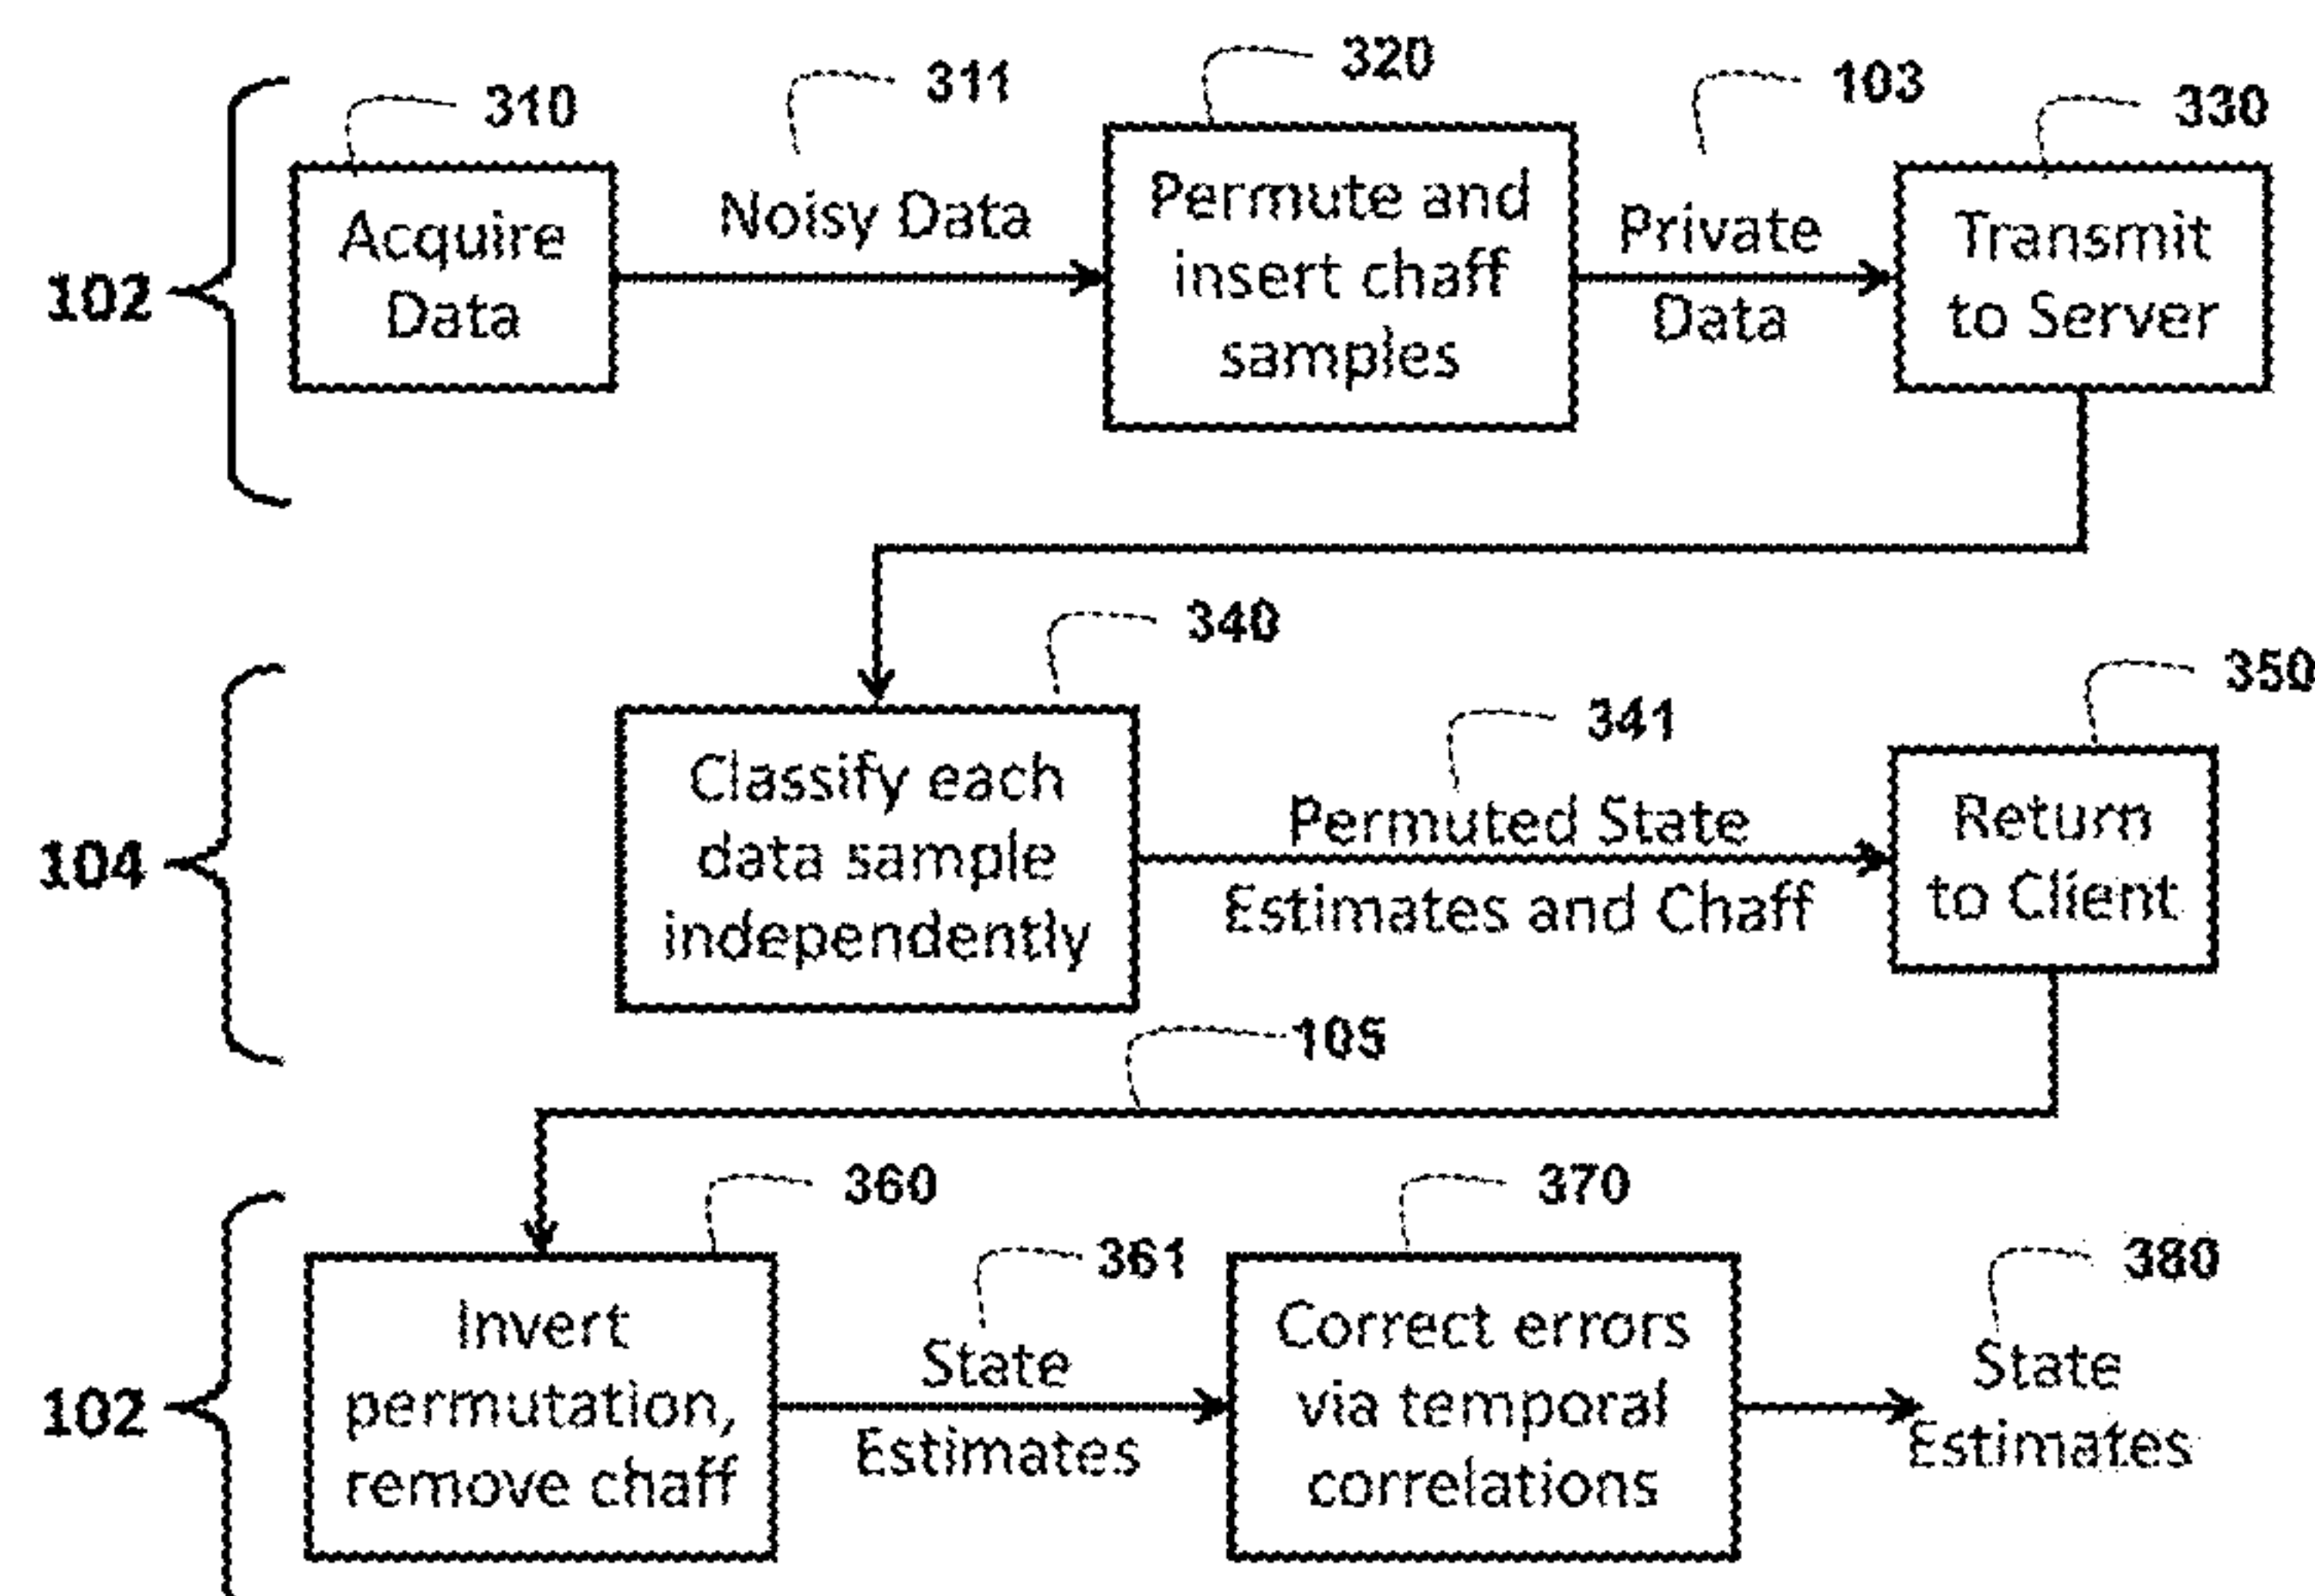 310
311
320
103
330
102
Acquire
Data
Noisy Data
Permute and
insert chaff
samples
Private
Data
Transmit
to Server
340
341
350
104
Classify each
data sample
independently
Permuted State
Estimates and Chaff
Return
to Client
105
360
361
370
380
102
Invert
permutation,
remove chaff
State
Estimates
Correct errors
via temporal
correlations
State
Estimates